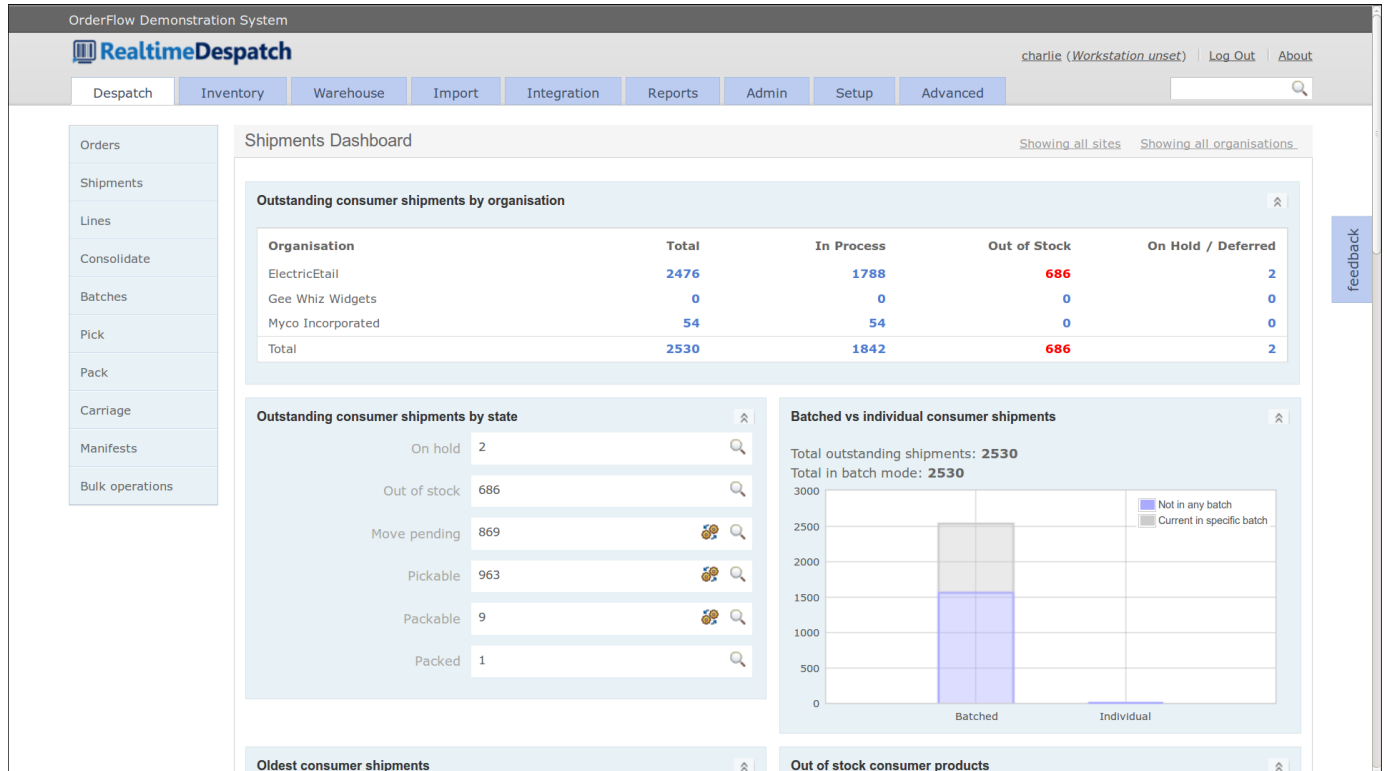 OrderFlow Demonstration System
RealtimeDespatch
charlie (Workstation unset) Log Out About
Despatch Inventory Warehouse Import Integration Reports Admin Setup Advanced
Orders
Shipments
Lines
Consolidate
Batches
Pick
Pack
Carriage
Manifests
Bulk operations
Shipments Dashboard Showing all sites Showing all organisations
Outstanding consumer shipments by organisation
Organisation Total In Process Out of Stock On Hold / Deferred
ElectricEtail 2476 1788 686 2
Gee Whiz Widgets 0 0 0 0
Myco Incorporated 54 54 0 0
Total 2530 1842 686 2
Outstanding consumer shipments by state
On hold 2
Out of stock 686
Move pending 869
Pickable 963
Packable 9
Packed 1
Batched vs individual consumer shipments
Total outstanding shipments: 2530
Total in batch mode: 2530
3000
2500
2000
1500
1000
500
0
Not in any batch
Current in specific batch
Batched Individual
Oldest consumer shipments
Out of stock consumer products
feedback